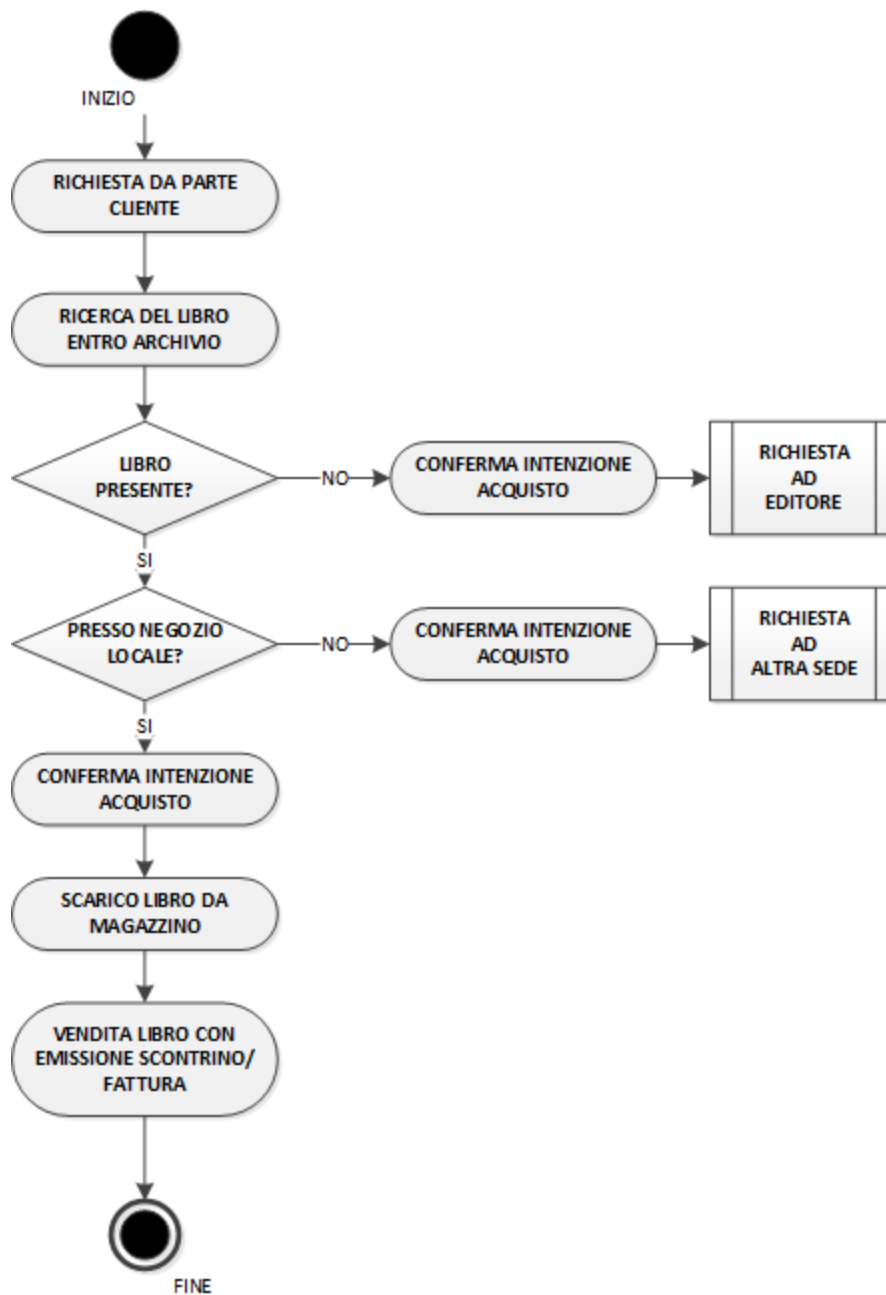 INIZIO
RICHIESTA DA PARTE
CLIENTE
RICERCA DEL LIBRO
ENTRO ARCHIVIO
LIBRO
PRESENTE?
NO
CONFERMA INTENZIONE
ACQUISTO
RICHIESTA
AD
EDITORE
SI
PRESSO NEGOZIO
LOCALE?
NO
CONFERMA INTENZIONE
ACQUISTO
RICHIESTA
AD
ALTRA SEDE
SI
CONFERMA INTENZIONE
ACQUISTO
SCARICO LIBRO DA
MAGAZZINO
VENDITA LIBRO CON
EMISSIONE SCONTRINO/
FATTURA
FINE